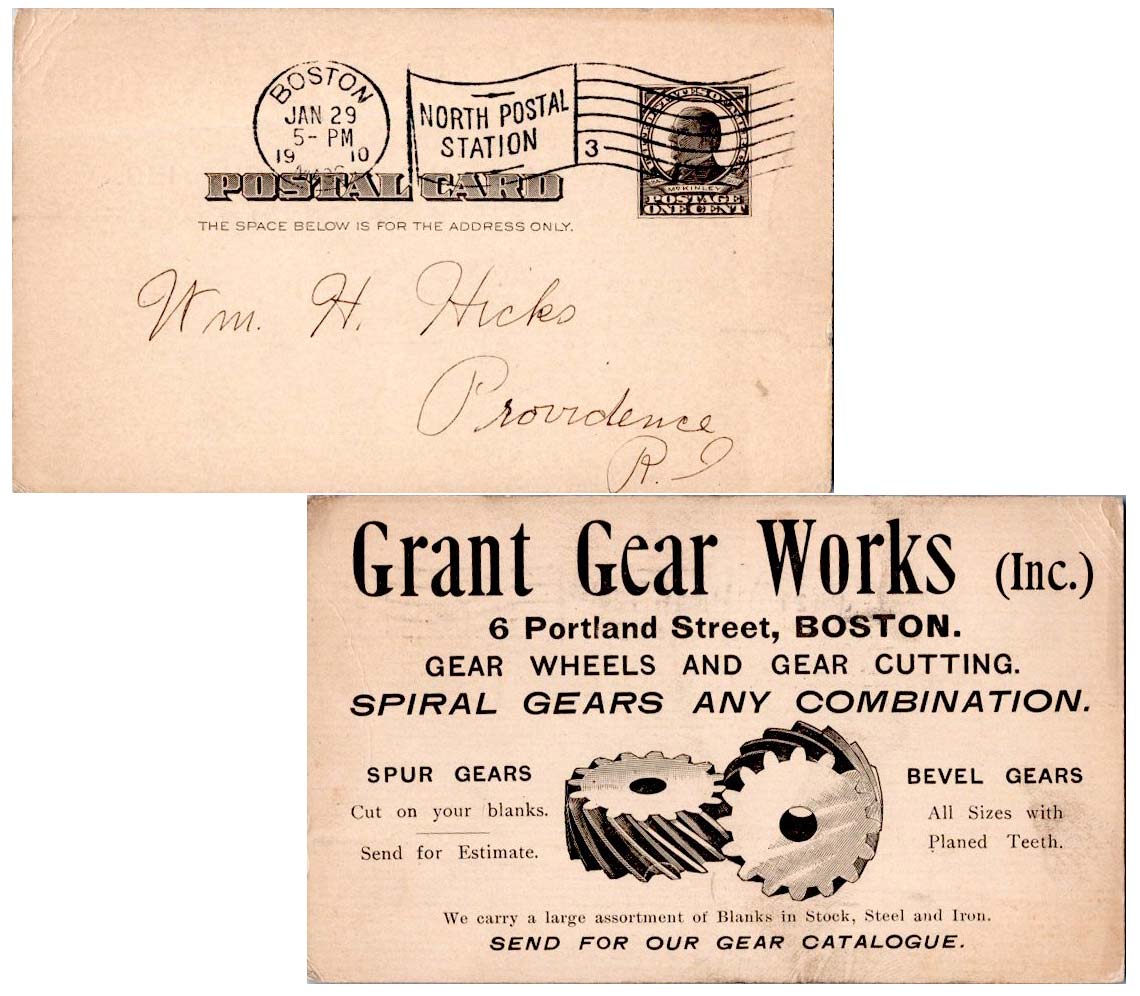 BOSTON
JAN 29
5- PM
19 10
NORTH POSTAL
STATION
3
POSTAL CARD
THE SPACE BELOW IS FOR THE ADDRESS ONLY.
McKINLEY
POSTAGE
ONE CENT
Wm. H. Hicks
Providence
R. I
Grant Gear Works (Inc.)
6 Portland Street, BOSTON.
GEAR WHEELS AND GEAR CUTTING.
SPIRAL GEARS ANY COMBINATION.
SPUR GEARS
Cut on your blanks.
Send for Estimate.
BEVEL GEARS
All Sizes with
Planed Teeth.
We carry a large assortment of Blanks in Stock, Steel and Iron.
SEND FOR OUR GEAR CATALOGUE.